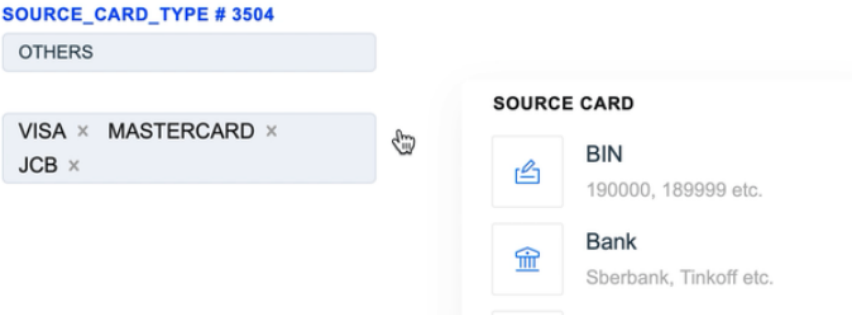 SOURCE_CARD_TYPE # 3504
OTHERS
VISA × MASTERCARD ×
JCB ×
SOURCE CARD
BIN
190000, 189999 etc.
Bank
Sberbank, Tinkoff etc.